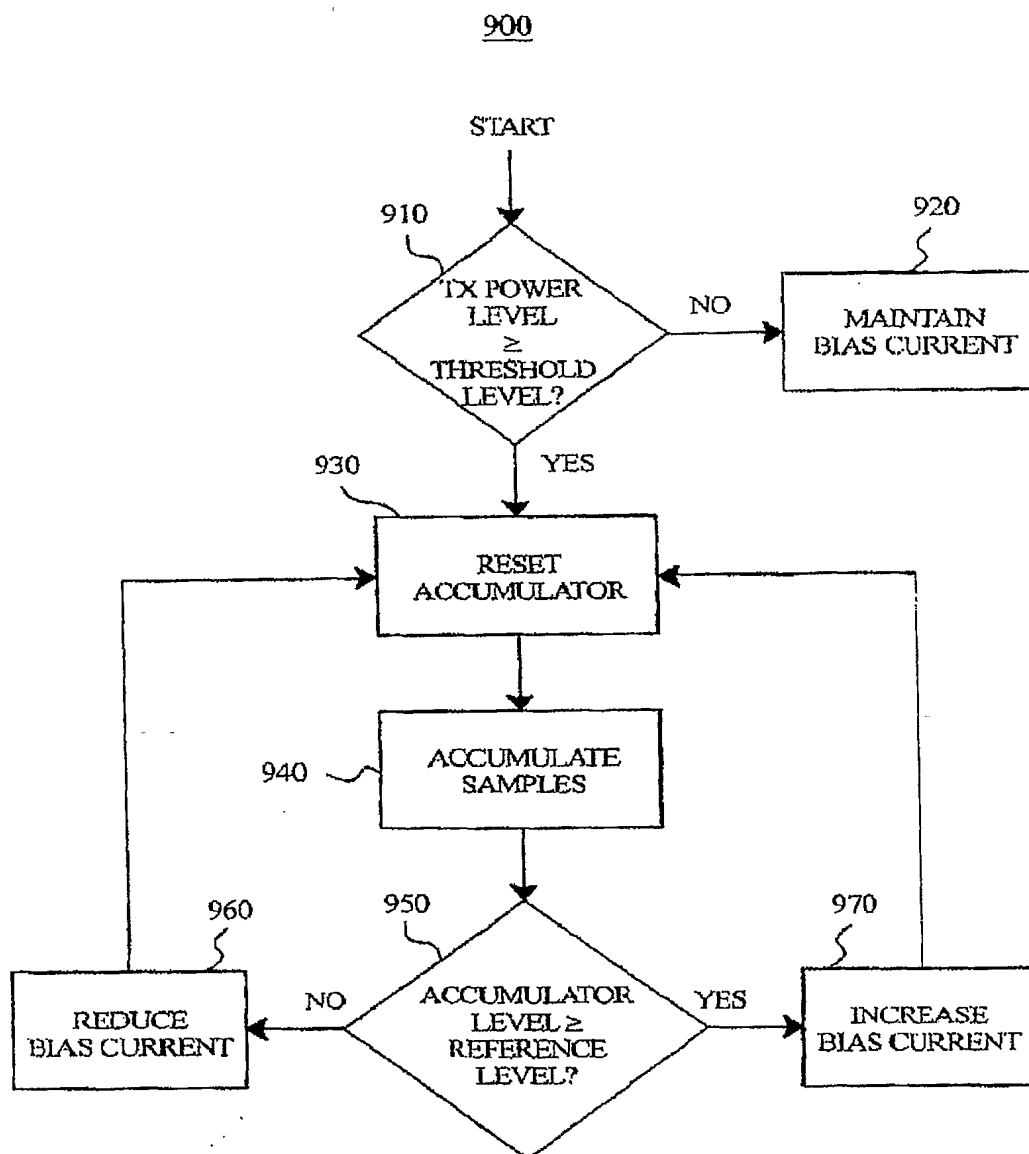 900
START
910
TX POWER
LEVEL
≥
THRESHOLD
LEVEL?
NO
920
MAINTAIN
BIAS CURRENT
YES
930
RESET
ACCUMULATOR
940
ACCUMULATE
SAMPLES
950
ACCUMULATOR
LEVEL ≥
REFERENCE
LEVEL?
NO
960
REDUCE
BIAS CURRENT
YES
970
INCREASE
BIAS CURRENT